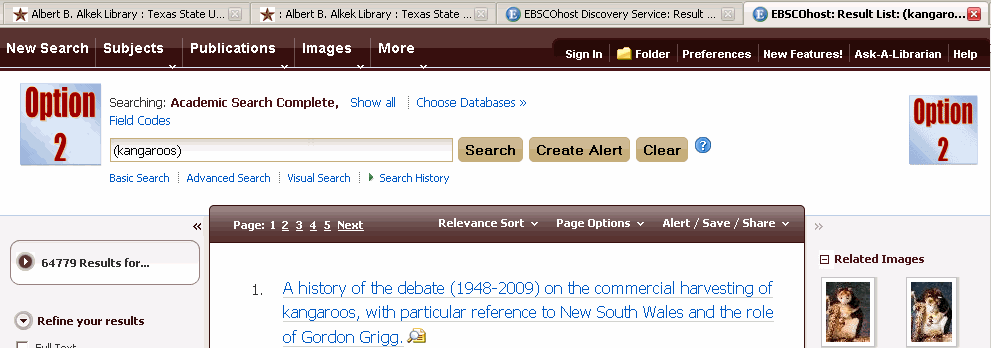 Albert B. Alkek Library : Texas State U...
: Albert B. Alkek Library : Texas State ...
EBSCOhost Discovery Service: Result ...
EBSCOhost: Result List: (kangaro...
New Search Subjects Publications Images More
Sign In Folder Preferences New Features! Ask-A-Librarian Help
Option
2
Searching: Academic Search Complete, Show all Choose Databases »
Field Codes
(kangaroos) Search Create Alert Clear ?
Basic Search Advanced Search Visual Search Search History
Option
2
«
Page: 1 2 3 4 5 Next Relevance Sort Page Options Alert / Save / Share
»
64779 Results for...
Refine your results
Full Text
1. A history of the debate (1948-2009) on the commercial harvesting of
kangaroos, with particular reference to New South Wales and the role
of Gordon Grigg.
Related Images